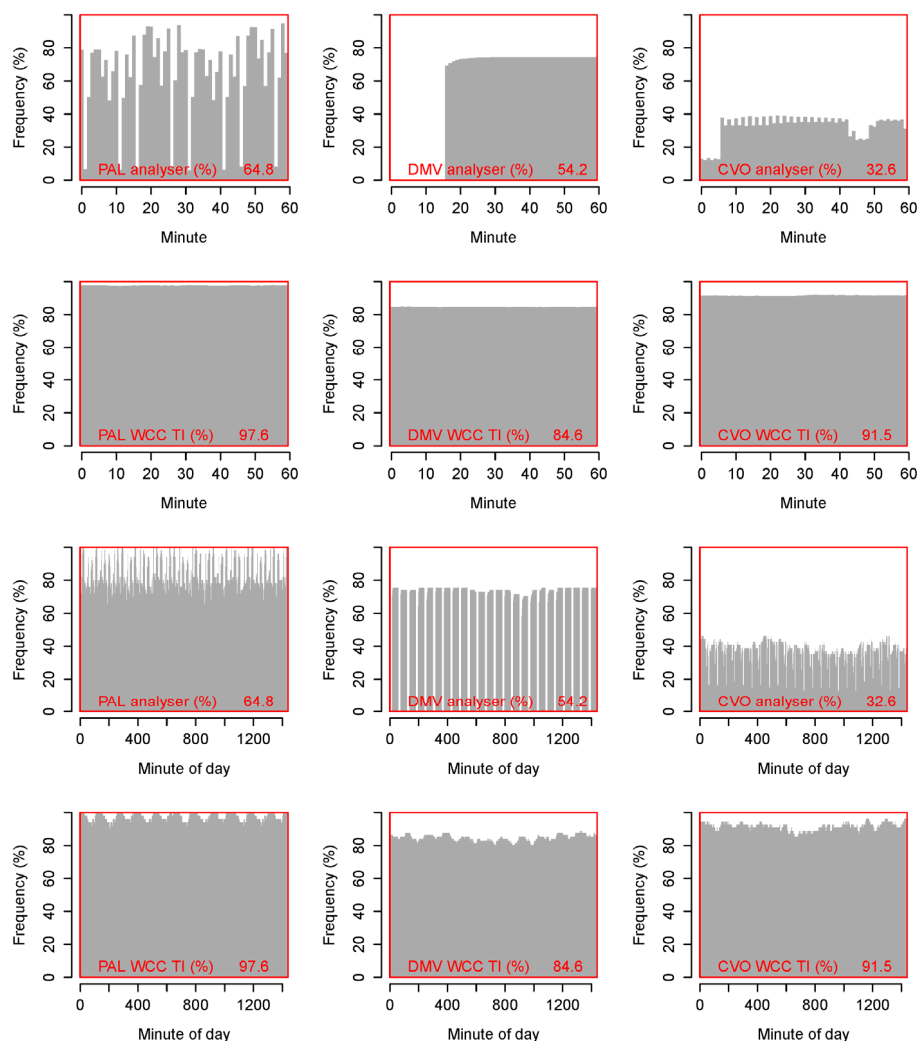 Frequency (%)
0 20 40 60 80
PAL analyser (%) 64.8
0 10 20 30 40 50 60
Minute
Frequency (%)
0 20 40 60 80
DMV analyser (%) 54.2
0 10 20 30 40 50 60
Minute
Frequency (%)
0 20 40 60 80
CVO analyser (%) 32.6
0 10 20 30 40 50 60
Minute
Frequency (%)
0 20 40 60 80
PAL WCC TI (%) 97.6
0 10 20 30 40 50 60
Minute
Frequency (%)
0 20 40 60 80
DMV WCC TI (%) 84.6
0 10 20 30 40 50 60
Minute
Frequency (%)
0 20 40 60 80
CVO WCC TI (%) 91.5
0 10 20 30 40 50 60
Minute
Frequency (%)
0 20 40 60 80
PAL analyser (%) 64.8
0 400 800 1200
Minute of day
Frequency (%)
0 20 40 60 80
DMV analyser (%) 54.2
0 400 800 1200
Minute of day
Frequency (%)
0 20 40 60 80
CVO analyser (%) 32.6
0 400 800 1200
Minute of day
Frequency (%)
0 20 40 60 80
PAL WCC TI (%) 97.6
0 400 800 1200
Minute of day
Frequency (%)
0 20 40 60 80
DMV WCC TI (%) 84.6
0 400 800 1200
Minute of day
Frequency (%)
0 20 40 60 80
CVO WCC TI (%) 91.5
0 400 800 1200
Minute of day